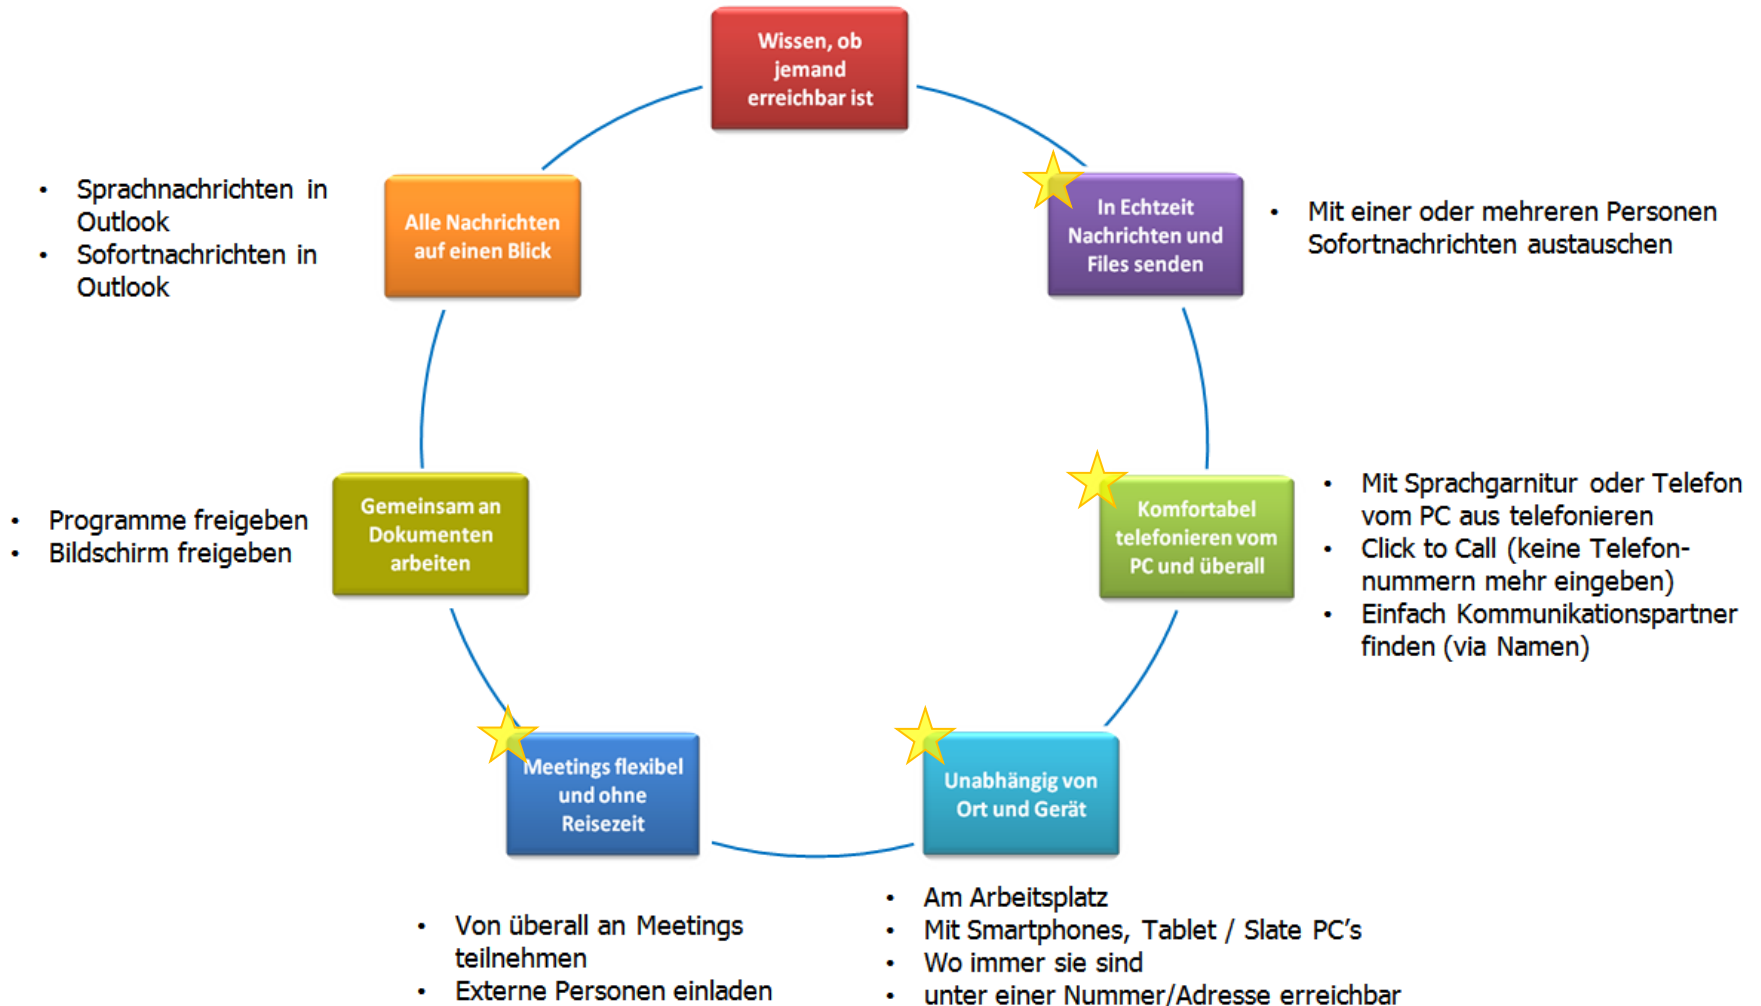 Wissen, ob
jemand
erreichbar ist
In Echtzeit
Nachrichten und
Files senden
• Mit einer oder mehreren Personen
Sofortnachrichten austauschen
Komfortabel
telefonieren vom
PC und überall
• Mit Sprachgarnitur oder Telefon
vom PC aus telefonieren
• Click to Call (keine Telefon-
nummern mehr eingeben)
• Einfach Kommunikationspartner
finden (via Namen)
Unabhängig von
Ort und Gerät
• Am Arbeitsplatz
• Mit Smartphones, Tablet / Slate PC’s
• Wo immer sie sind
• unter einer Nummer/Adresse erreichbar
Meetings flexibel
und ohne
Reisezeit
• Von überall an Meetings
teilnehmen
• Externe Personen einladen
Gemeinsam an
Dokumenten
arbeiten
• Programme freigeben
• Bildschirm freigeben
Alle Nachrichten
auf einen Blick
• Sprachnachrichten in
Outlook
• Sofortnachrichten in
Outlook